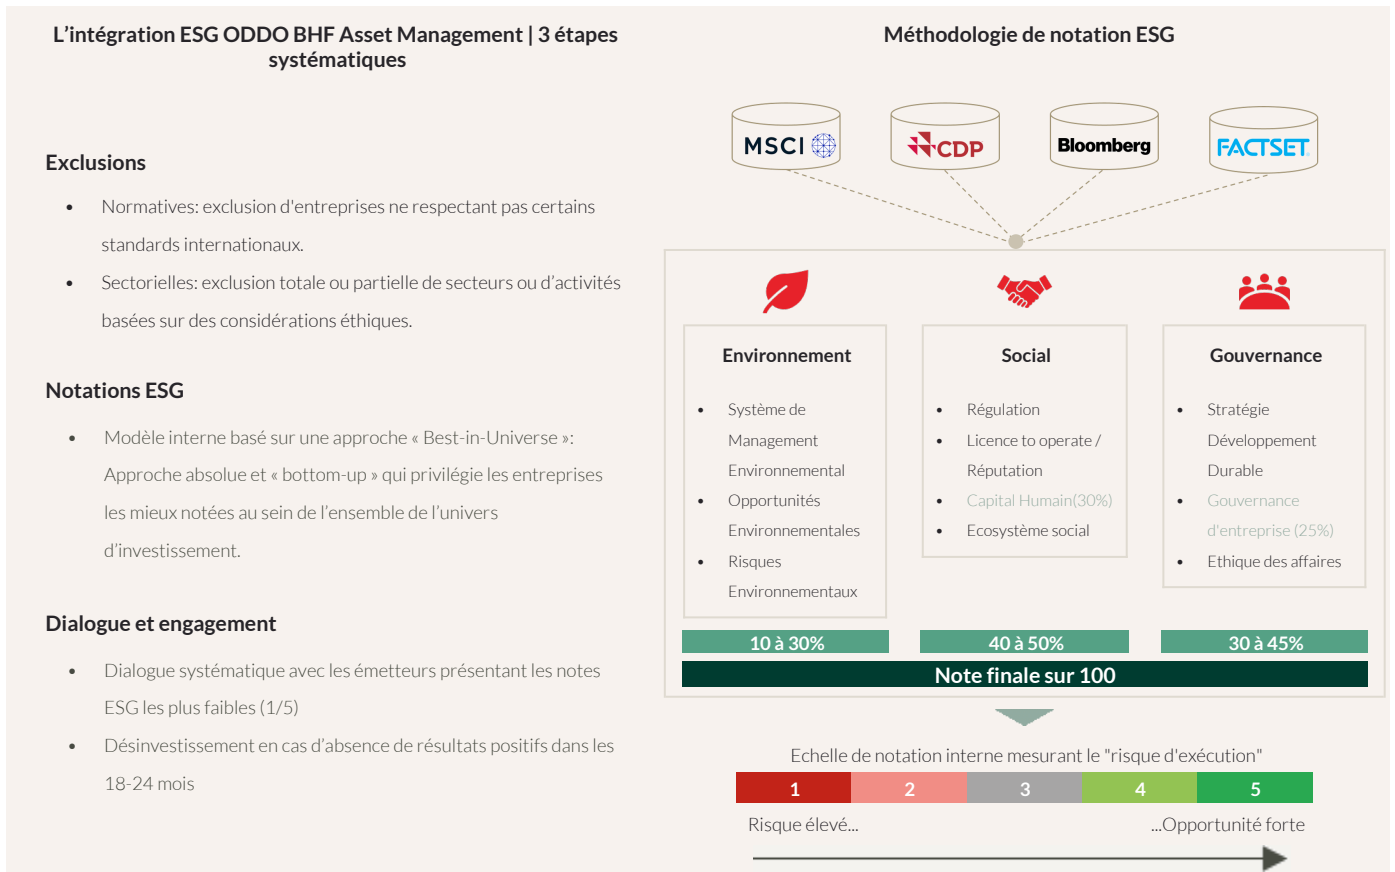 L'intégration ESG ODDO BHF Asset Management | 3 étapes
systématiques
Exclusions
• Normatives: exclusion d'entreprises ne respectant pas certains
standards internationaux.
• Sectorielles: exclusion totale ou partielle de secteurs ou d'activités
basées sur des considérations éthiques.
Notations ESG
• Modèle interne basé sur une approche « Best-in-Universe »:
Approche absolue et « bottom-up » qui privilégie les entreprises
les mieux notées au sein de l'ensemble de l'univers
d'investissement.
Dialogue et engagement
• Dialogue systématique avec les émetteurs présentant les notes
ESG les plus faibles (1/5)
• Désinvestissement en cas d'absence de résultats positifs dans les
18-24 mois
Méthodologie de notation ESG
MSCI
CDP
Bloomberg
FACTSET
Environnement
• Système de
Management
Environnemental
• Opportunités
Environnementales
• Risques
Environnementaux
10 à 30%
Social
• Régulation
• Licence to operate /
Réputation
• Capital Humain(30%)
• Ecosystème social
40 à 50%
Gouvernance
• Stratégie
Développement
Durable
• Gouvernance
d'entreprise (25%)
• Ethique des affaires
30 à 45%
Note finale sur 100
Echelle de notation interne mesurant le "risque d'exécution"
1 2 3 4 5
Risque élevé... ...Opportunité forte